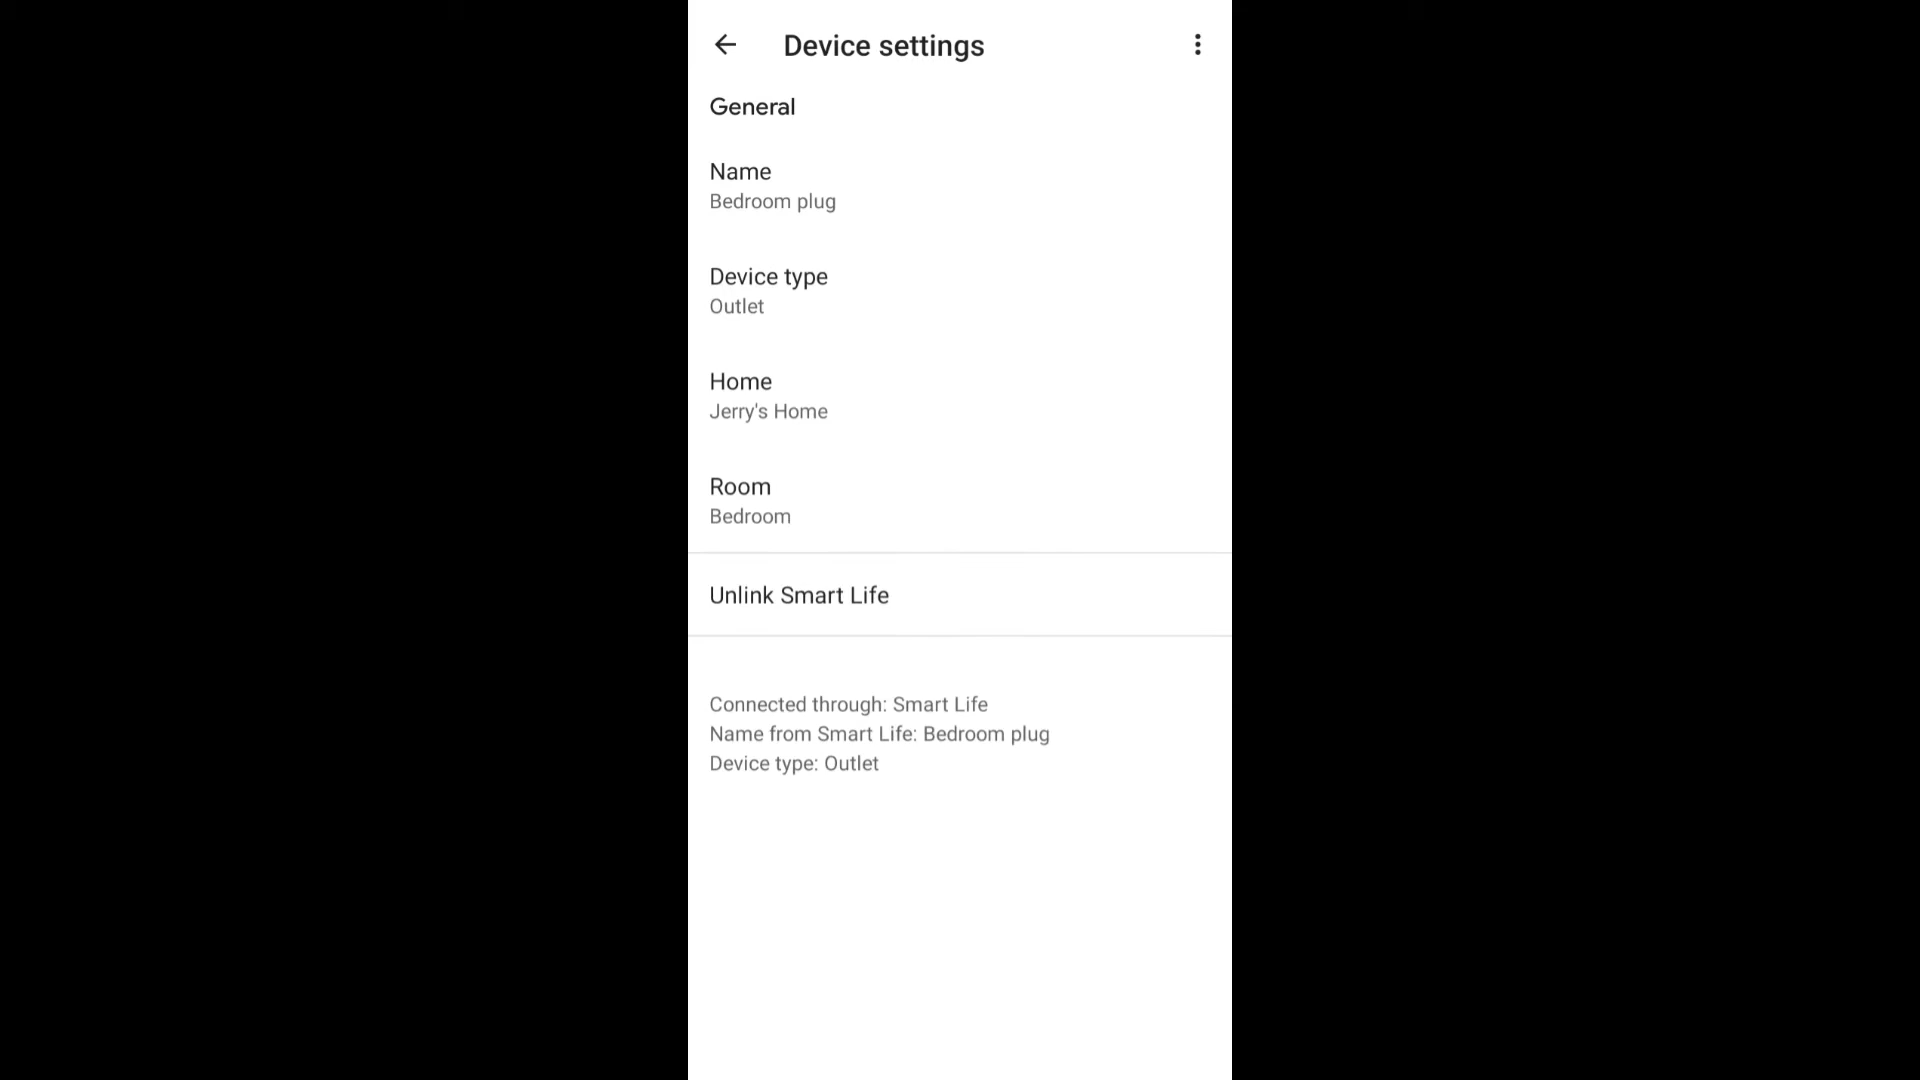 Device settings
General
Name
Bedroom plug
Device type
Outlet
Home
Jerry's Home
Room
Bedroom
Unlink Smart Life
Connected through: Smart Life
Name from Smart Life: Bedroom plug
Device type: Outlet